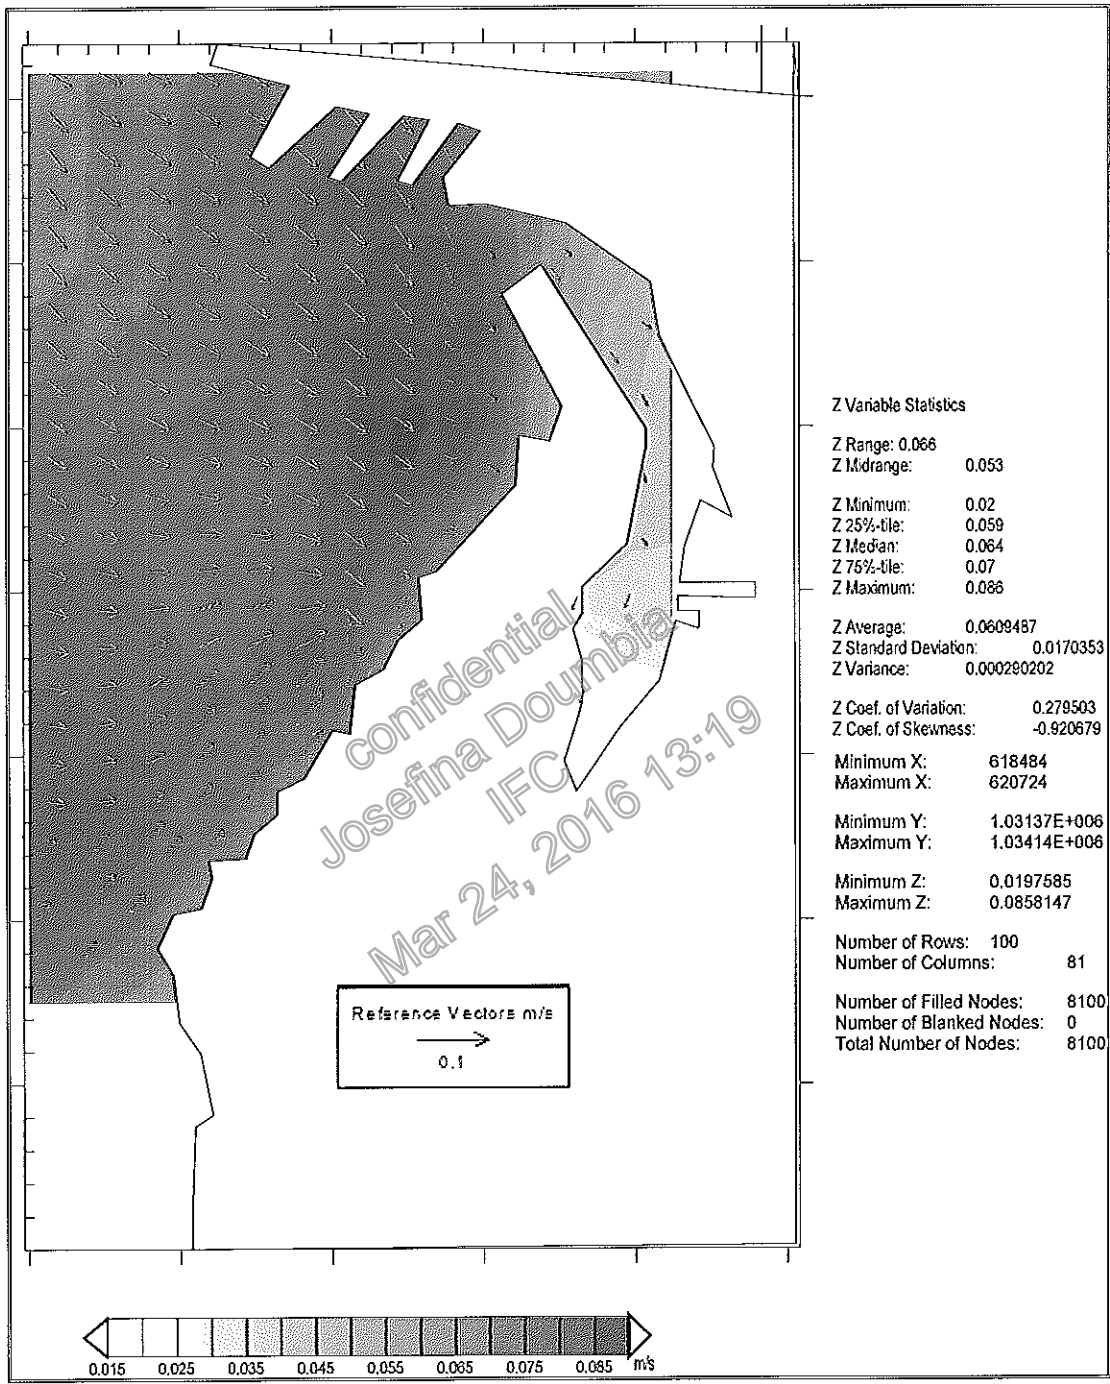 Z Variable Statistics
Z Range: 0.066
Z Midrange: 0.053
Z Minimum: 0.02
Z 25%-tile: 0.059
Z Median: 0.064
Z 75%-tile: 0.07
Z Maximum: 0.086
Z Average: 0.0609487
Z Standard Deviation: 0.0170353
Z Variance: 0.000290202
Z Coef. of Variation: 0.279503
Z Coef. of Skewness: -0.920679
Minimum X: 618484
Maximum X: 620724
Minimum Y: 1.03137E+006
Maximum Y: 1.03414E+006
Minimum Z: 0.0197585
Maximum Z: 0.0858147
Number of Rows: 100
Number of Columns: 81
Number of Filled Nodes: 8100
Number of Blanked Nodes: 0
Total Number of Nodes: 8100
confidential
Josefina Doumbia
IFC
Mar 24, 2016 13:19
Reference Vectors m/s
0.1
0,015 0,025 0,035 0,045 0,055 0,065 0,075 0,085 m/s